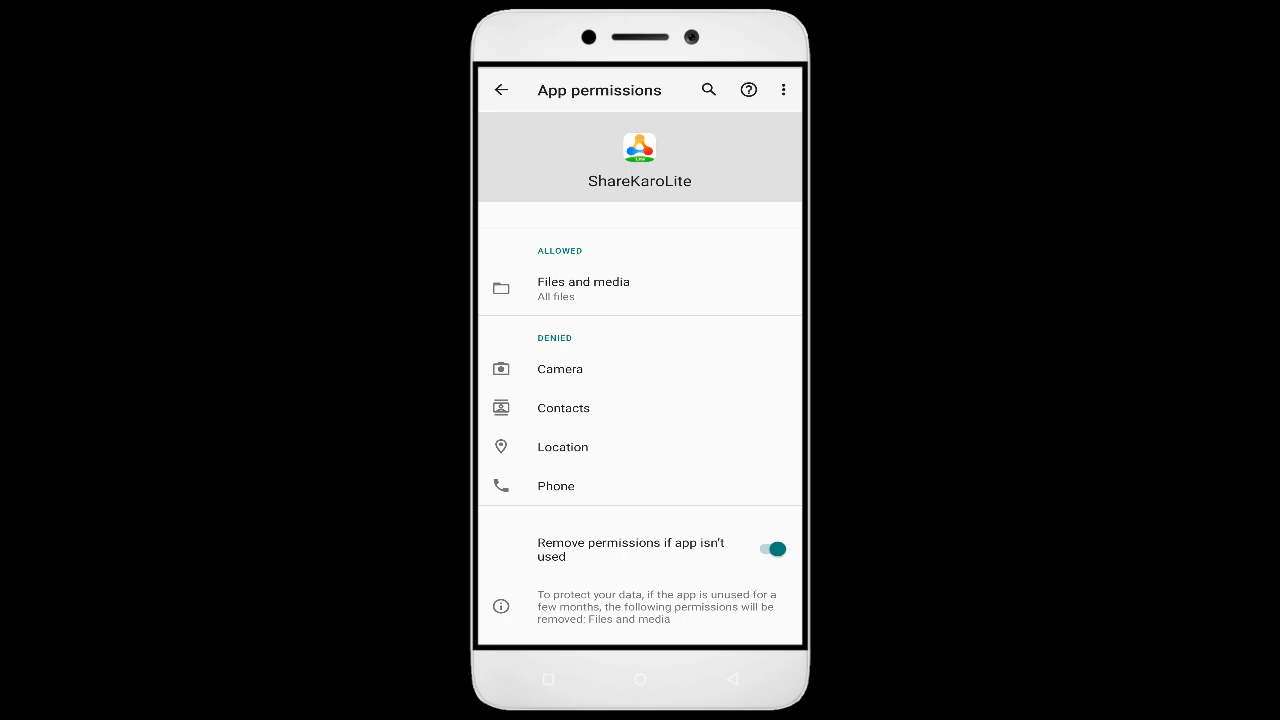 App permissions
Lite
ShareKaroLite
ALLOWED
Files and media
All files
DENIED
Camera
Contacts
Location
Phone
Remove permissions if app isn't
used
To protect your data, if the app is unused for a
few months, the following permissions will be
removed: Files and media